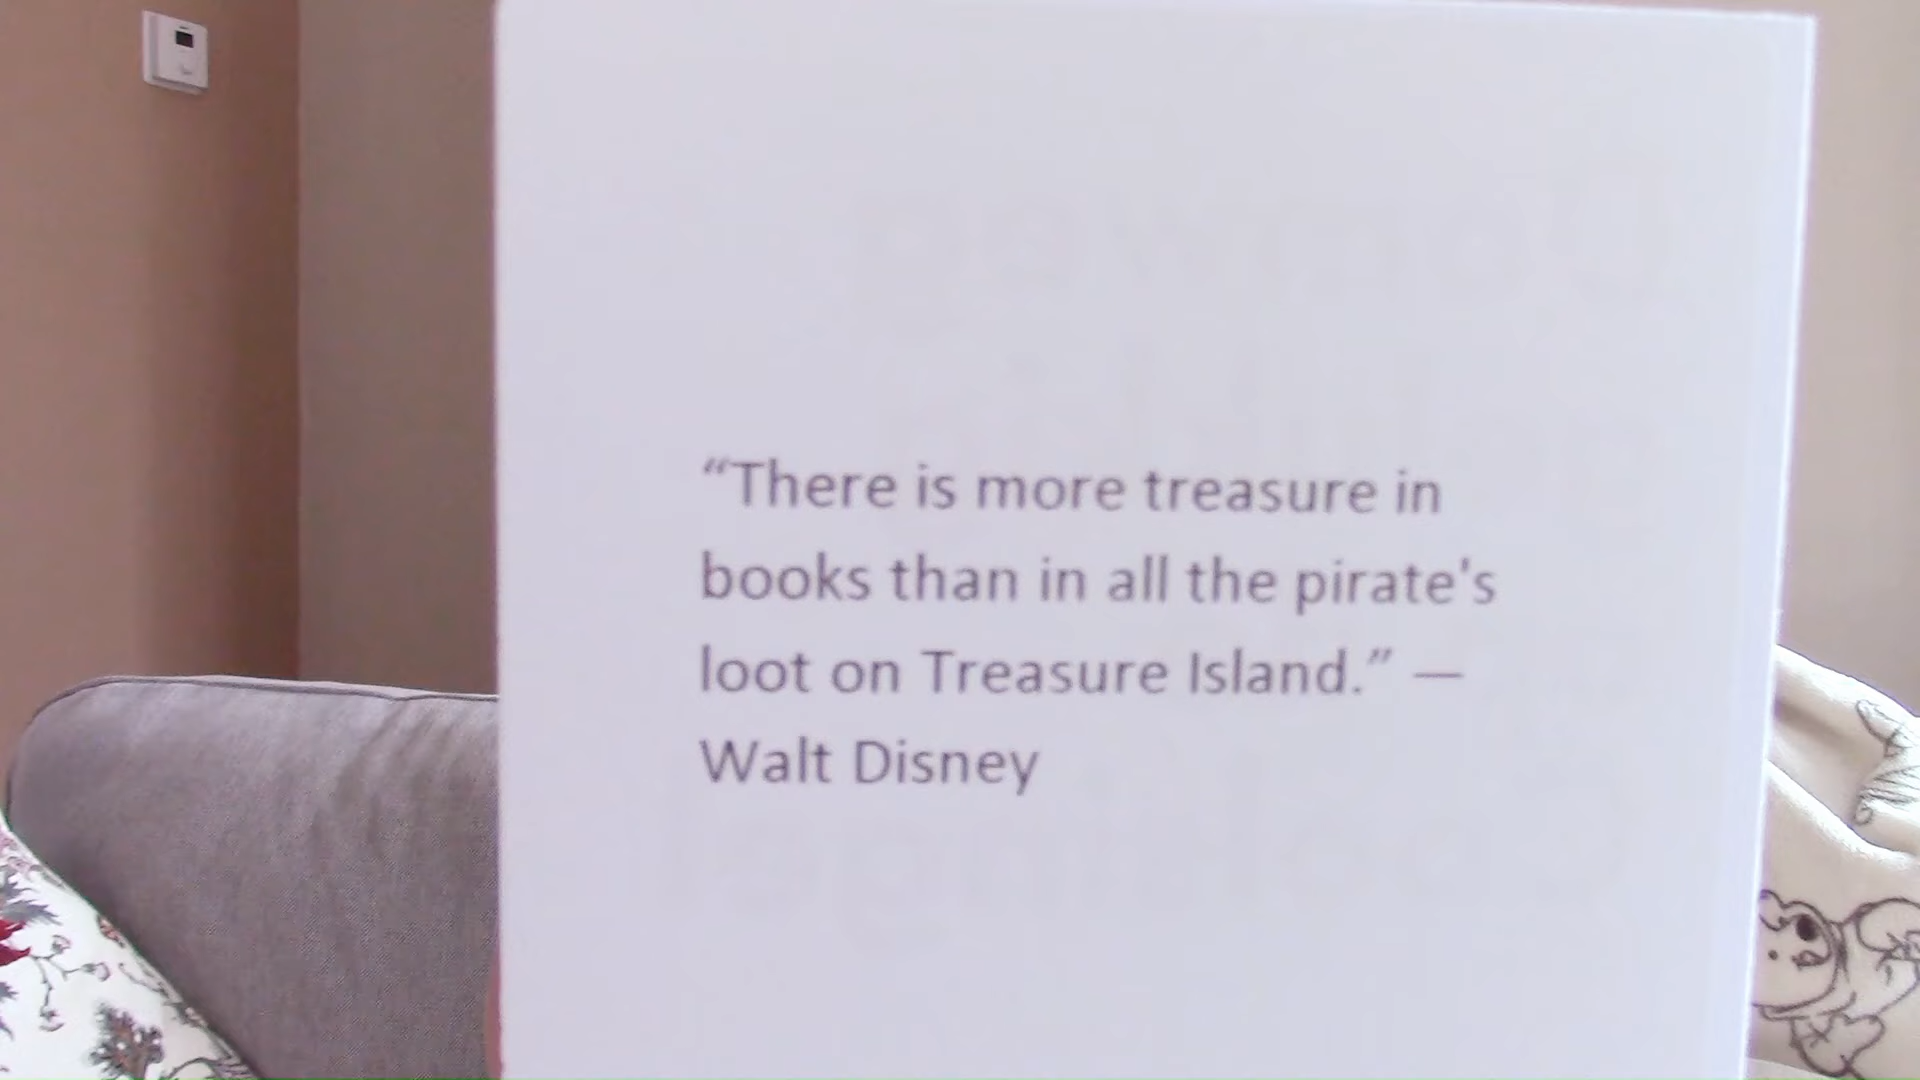 “There is more treasure in
books than in all the pirate's
loot on Treasure Island.” —
Walt Disney